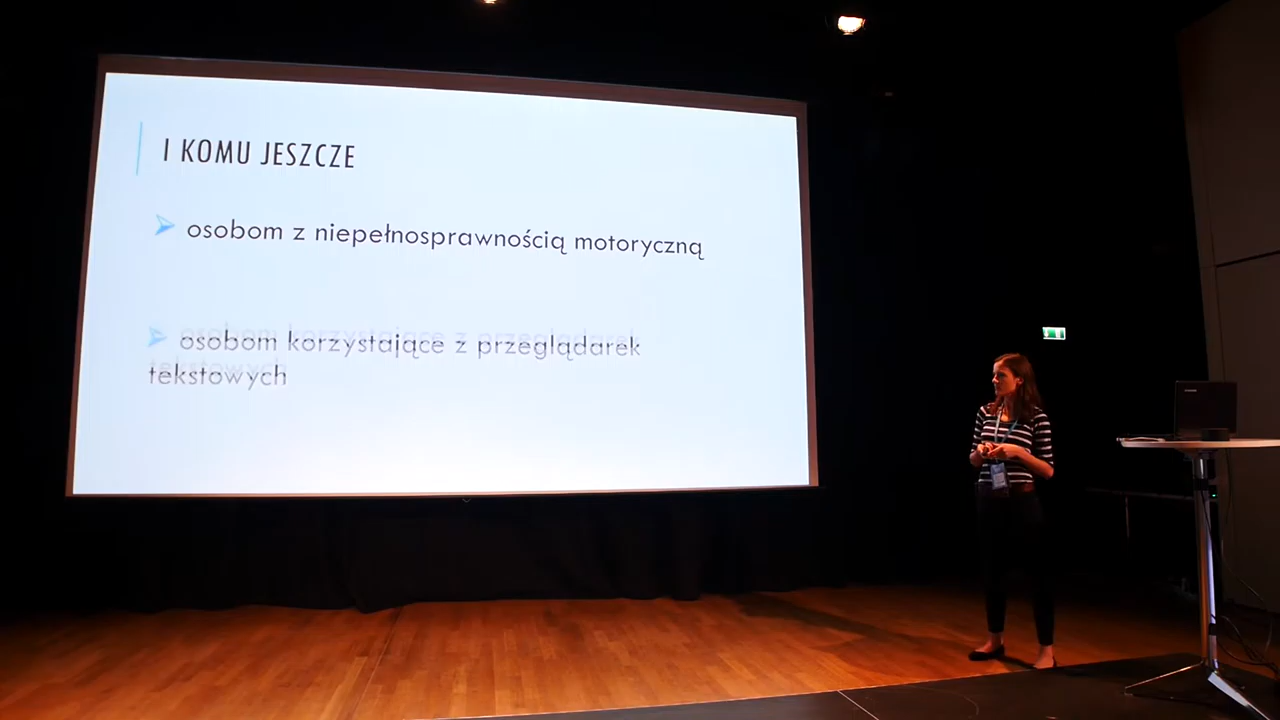 I KOMU JESZCZE
osobom z niepełnosprawnością motoryczną
osobom korzystające z przeglądarek
tekstowych